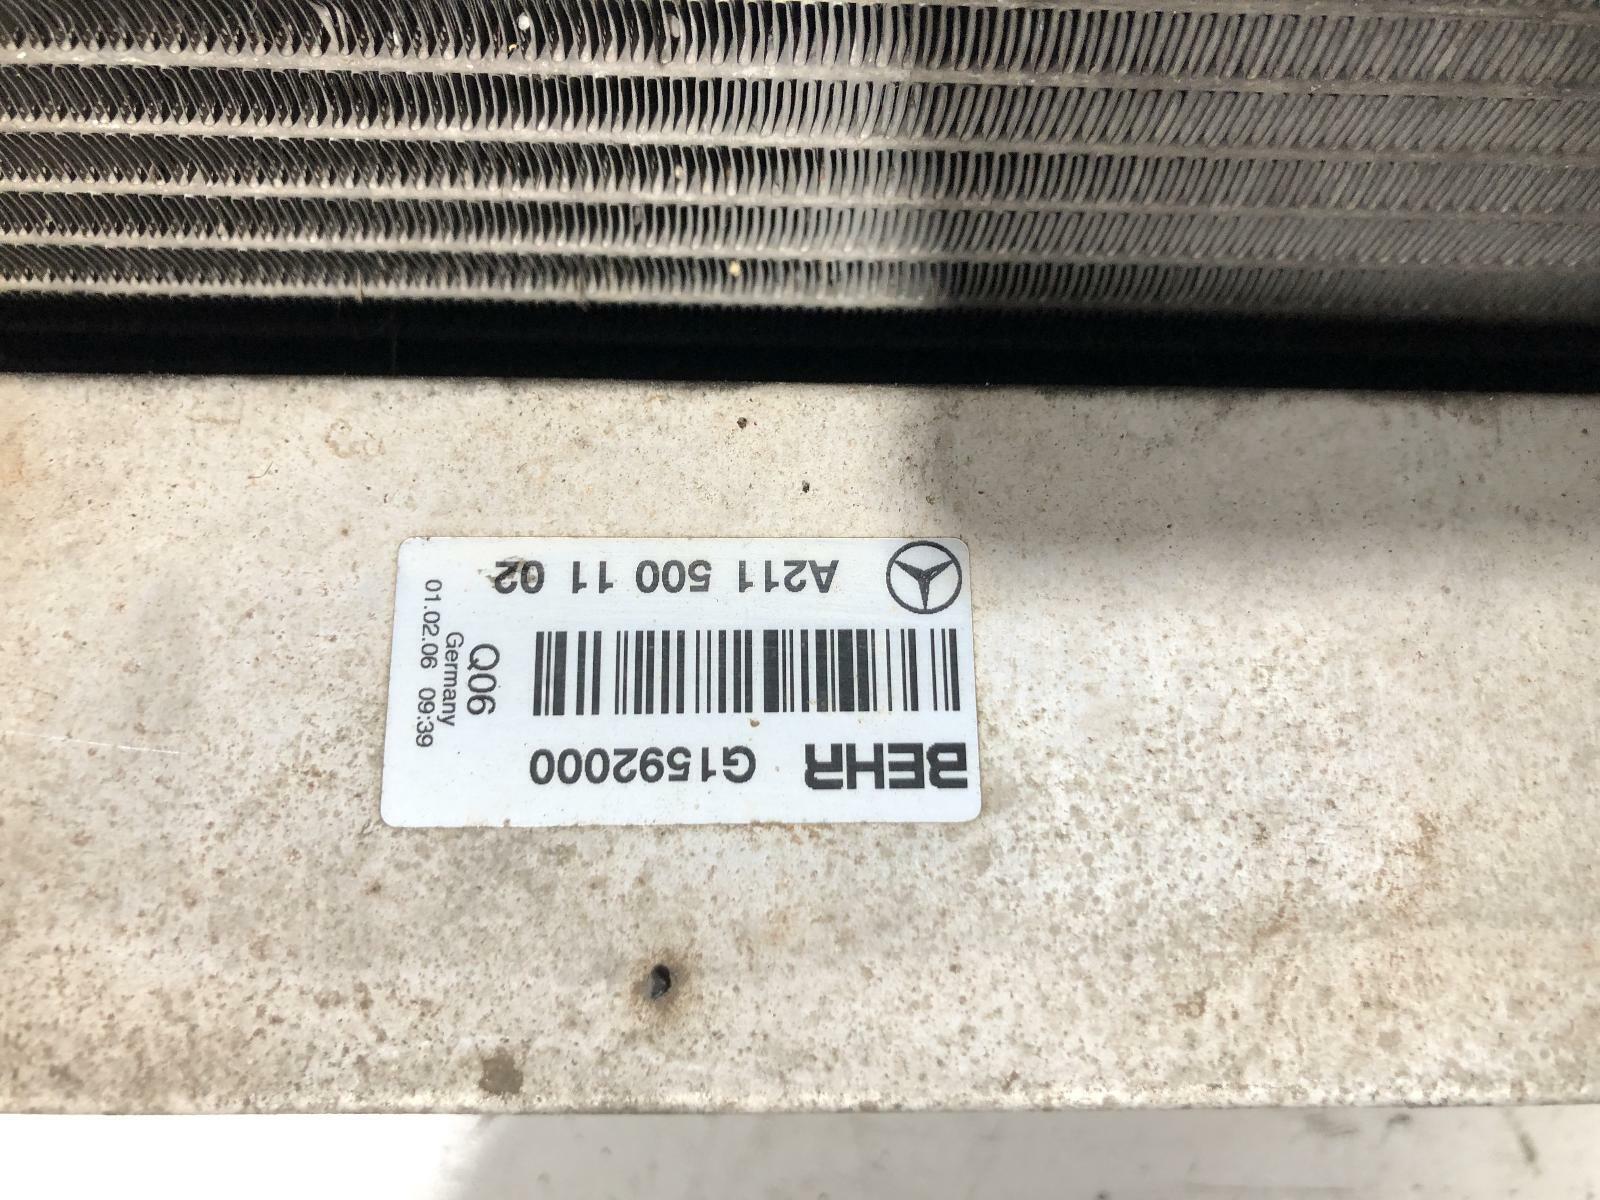 A211 500 11 02
BEHR G1592000
Q06
Germany
01.02.06 09:39